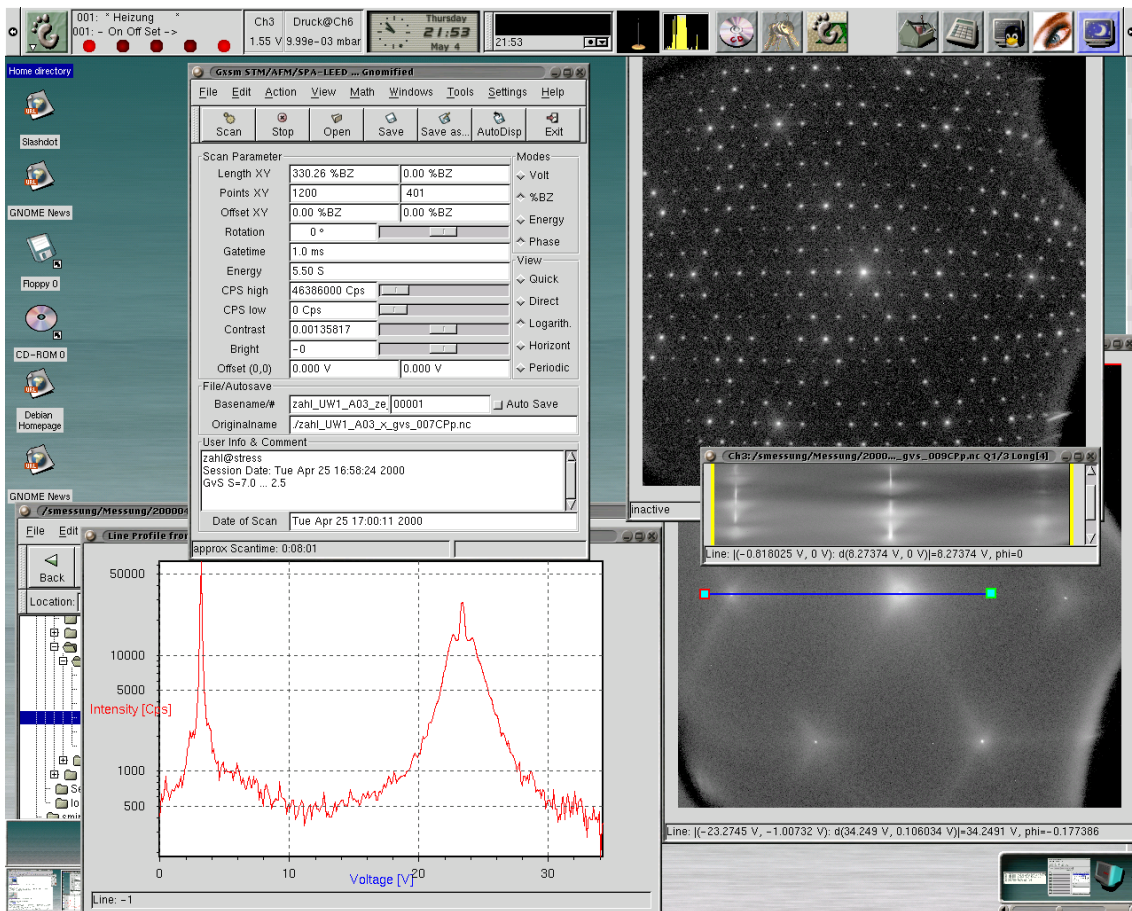 001: * Heizung *
001: - On Off Set ->
Ch3
1.55 V
Druck@Ch6
9.99e-03 mbar
Thursday
21:53
May 4
21:53
Home directory
Slashdot
GNOME News
Floppy 0
CD-ROM 0
Debian
Homepage
GNOME News
Gxsm STM/AFM/SPA-LEED ... Gnomified
File Edit Action View Math Windows Tools Settings Help
Scan Stop Open Save Save as... AutoDisp Exit
Scan Parameter
Length XY 330.26 %BZ 0.00 %BZ
Points XY 1200 401
Offset XY 0.00 %BZ 0.00 %BZ
Rotation 0 °
Gatetime 1.0 ms
Energy 5.50 S
CPS high 46386000 Cps
CPS low 0 Cps
Contrast 0.00135817
Bright -0
Offset (0,0) 0.000 V 0.000 V
Modes
Volt
%BZ
Energy
Phase
View
Quick
Direct
Logarith.
Horizont
Periodic
File/Autosave
Basename/# zahl_UW1_A03_ze_ 00001 Auto Save
Originalname ./zahl_UW1_A03_x_gvs_007CPp.nc
User Info & Comment
zahl@stress
Session Date: Tue Apr 25 16:58:24 2000
GvS S=7.0 ... 2.5
Date of Scan Tue Apr 25 17:00:11 2000
approx Scantime: 0:08:01
inactive
Ch3: /smessung/Messung/2000..._gvs_009CPp.nc Q1/3 Long[4]
Line: |(-0.818025 V, 0 V): d(8.27374 V, 0 V)|=8.27374 V, phi=0
Line: |(-23.2745 V, -1.00732 V): d(34.249 V, 0.106034 V)|=34.2491 V, phi=-0.177386
/smessung/Messung/200004
File Edit
Back
Location:
Se
lo
Line Profile from
50000
10000
5000
Intensity [Cps]
1000
500
0 10 20 30
Voltage [V]
Line: -1